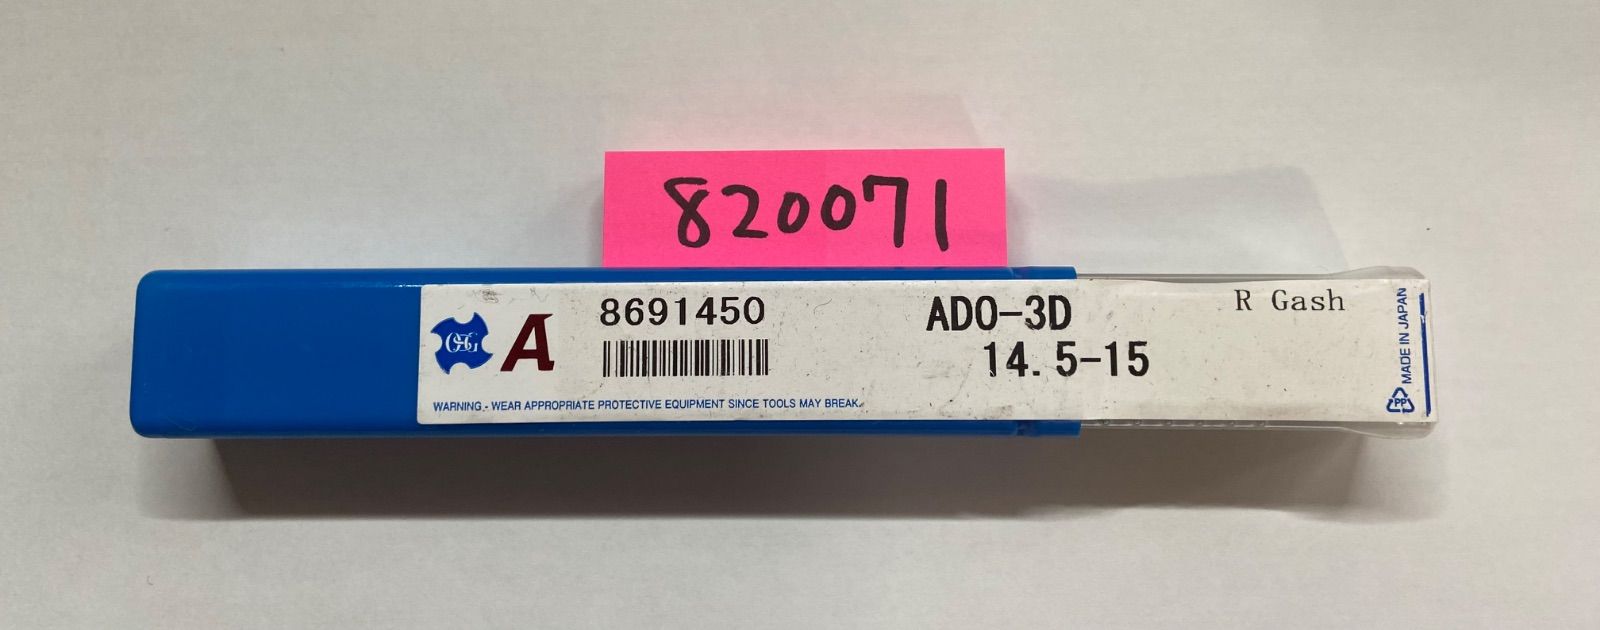 820071
OSG
A
8691450
ADO-3D
14.5-15
R Gash
WARNING.- WEAR APPROPRIATE PROTECTIVE EQUIPMENT SINCE TOOLS MAY BREAK.
MADE IN JAPAN
PP